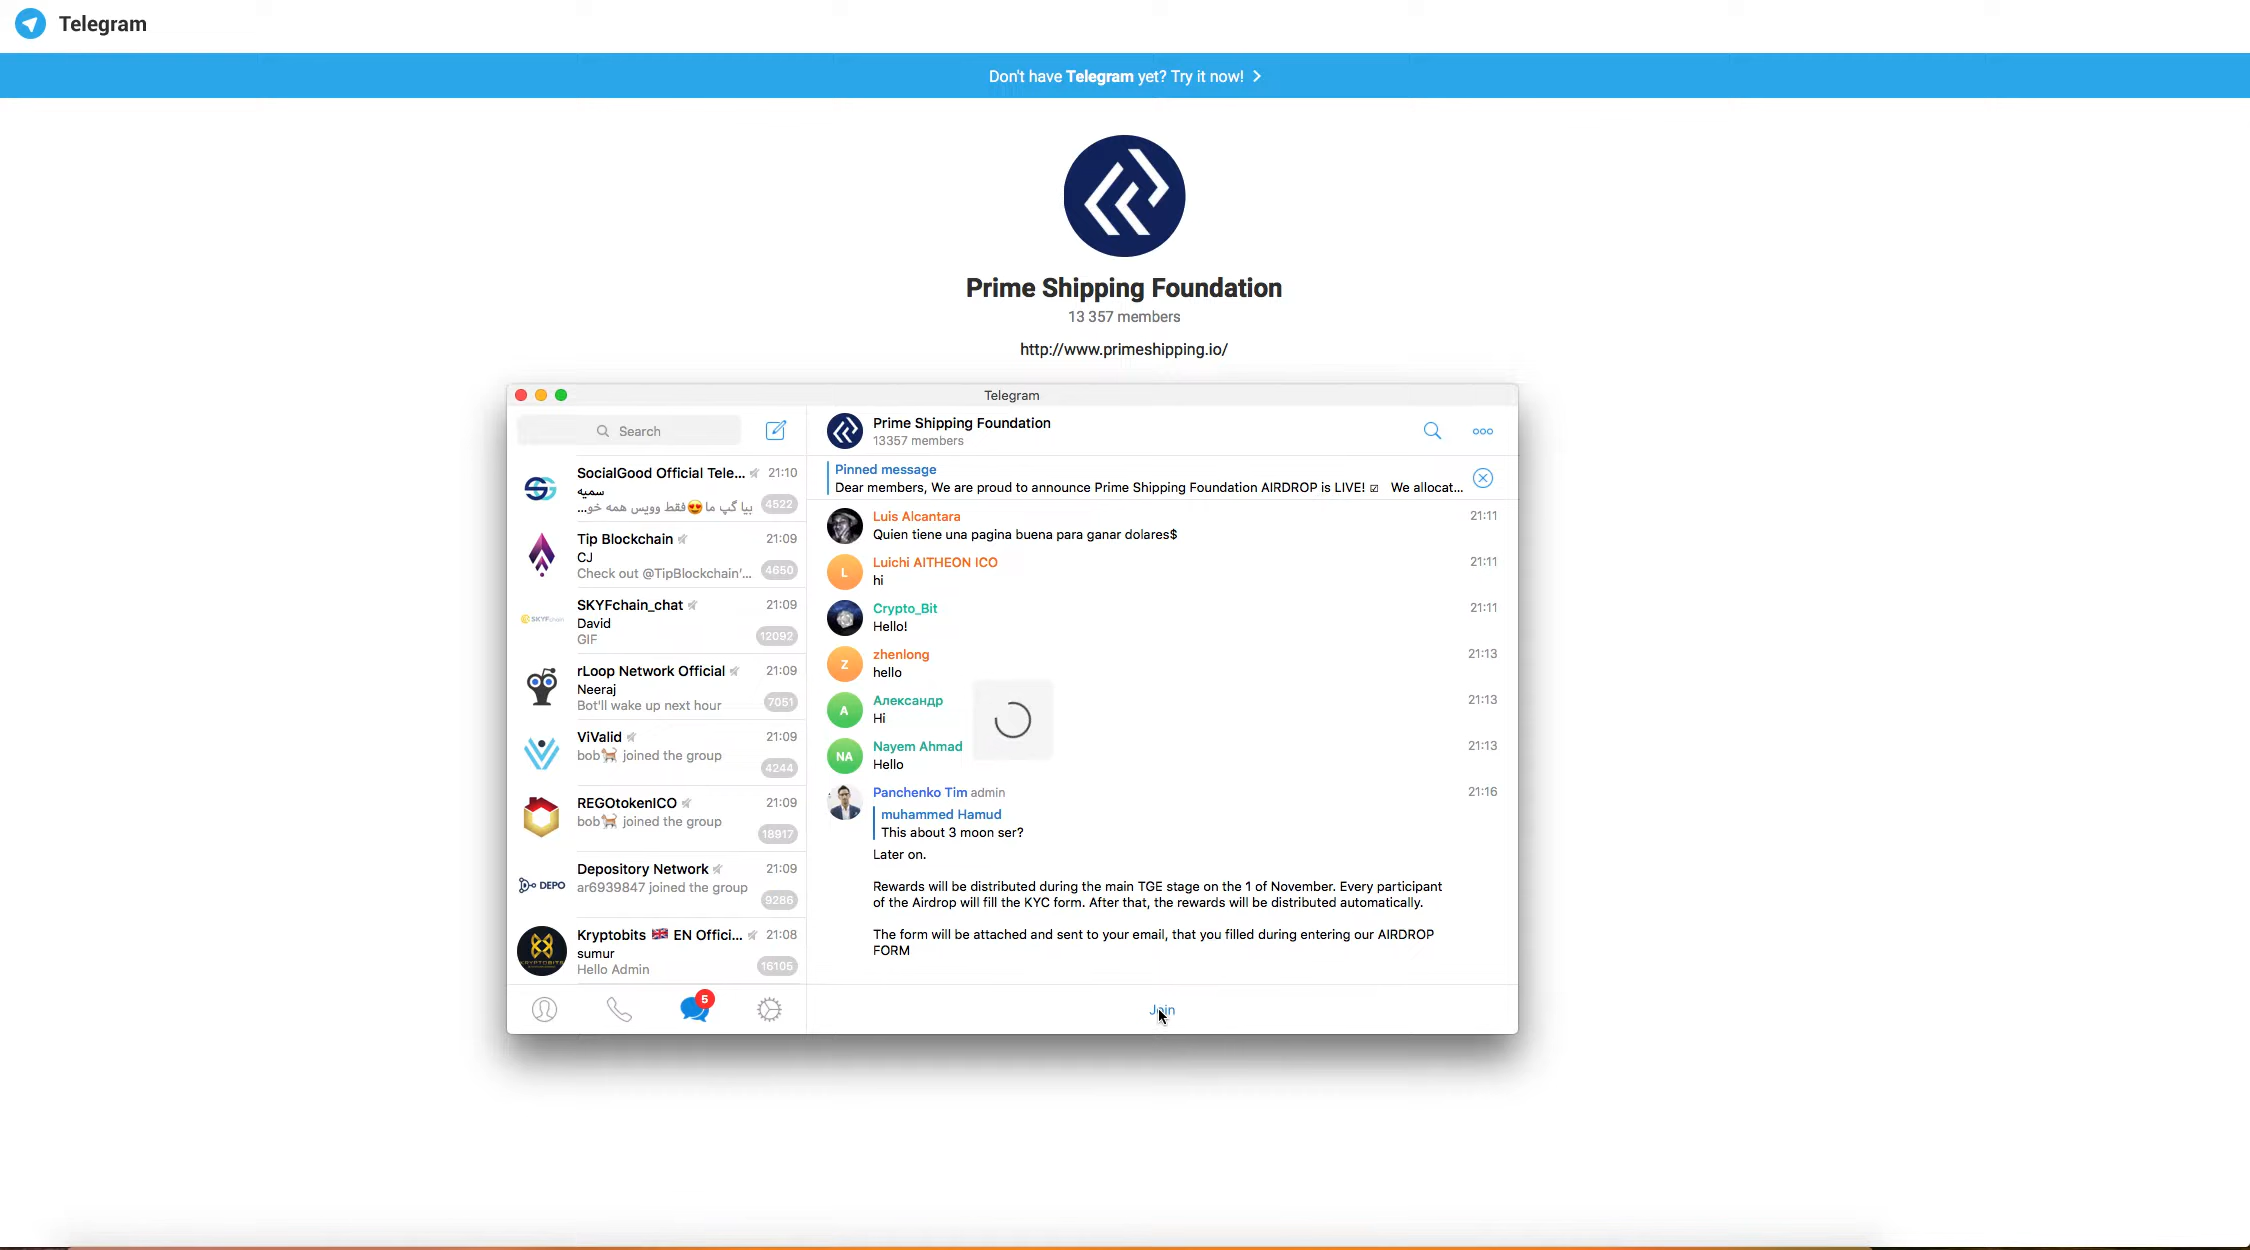 Telegram
Don't have Telegram yet? Try it now!
Prime Shipping Foundation
13 357 members
http://www.primeshipping.io/
Telegram
Search
SocialGood Official Tele... 21:10
سمیه
بیا گپ ما😍فقط وویس همه خو... 4522
Tip Blockchain 21:09
CJ
Check out @TipBlockchain'... 4650
SKYFchain_chat 21:09
David
GIF 12092
rLoop Network Official 21:09
Neeraj
Bot'll wake up next hour 7051
ViValid 21:09
bob🐈 joined the group
4244
REGOtokenICO 21:09
bob🐈 joined the group
18917
DEPO
Depository Network 21:09
ar6939847 joined the group
9286
Kryptobits 🇬🇧 EN Offici... 21:08
sumur
Hello Admin 16105
5
Prime Shipping Foundation
13357 members
Pinned message
Dear members, We are proud to announce Prime Shipping Foundation AIRDROP is LIVE! ☑ We allocat...
Luis Alcantara 21:11
Quien tiene una pagina buena para ganar dolares$
L
Luichi AITHEON ICO 21:11
hi
Crypto_Bit 21:11
Hello!
Z
zhenlong 21:13
hello
A
Александр 21:13
Hi
NA
Nayem Ahmad 21:13
Hello
Panchenko Tim admin 21:16
muhammed Hamud
This about 3 moon ser?
Later on.
Rewards will be distributed during the main TGE stage on the 1 of November. Every participant
of the Airdrop will fill the KYC form. After that, the rewards will be distributed automatically.
The form will be attached and sent to your email, that you filled during entering our AIRDROP
FORM
Join